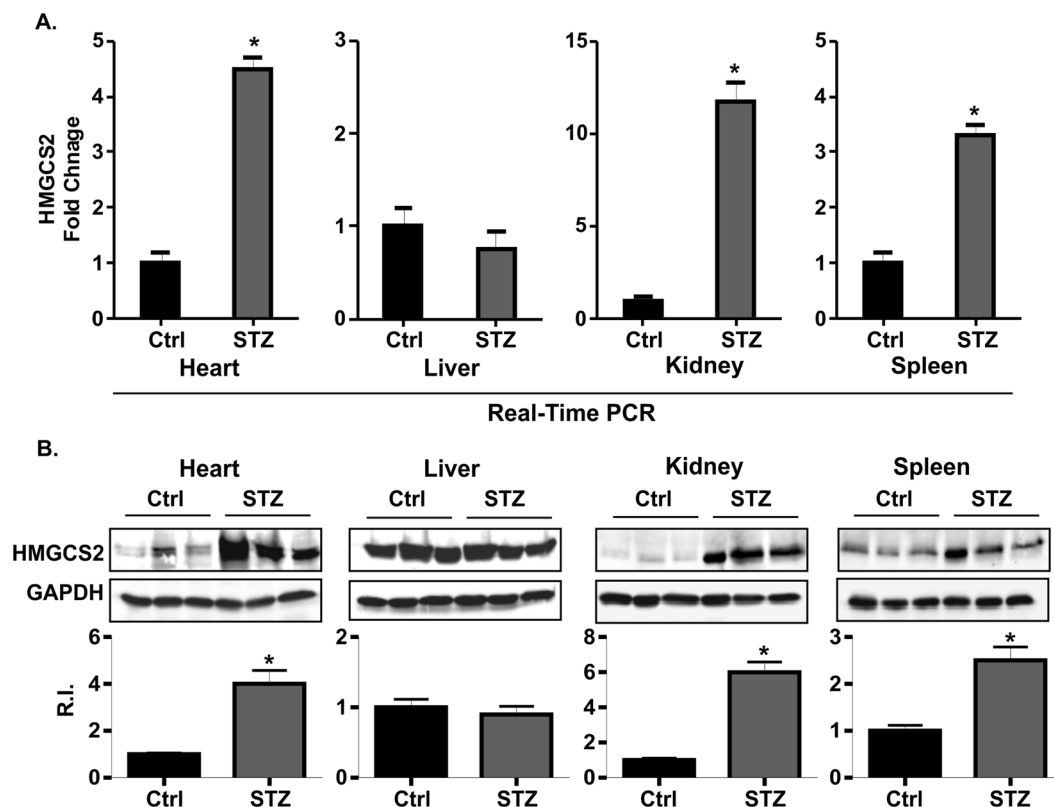 A.
HMGCS2
Fold Chnage
5
4
3
2
1
0
*
Ctrl STZ
Heart
3
2
1
0
Ctrl STZ
Liver
15
10
5
0
*
Ctrl STZ
Kidney
5
4
3
2
1
0
*
Ctrl STZ
Spleen
Real-Time PCR
B.
Heart Liver Kidney Spleen
Ctrl STZ Ctrl STZ Ctrl STZ Ctrl STZ
HMGCS2
GAPDH
R.I.
6
4
2
0
*
Ctrl STZ
2
1
0
Ctrl STZ
8
6
4
2
0
*
Ctrl STZ
3
2
1
0
*
Ctrl STZ